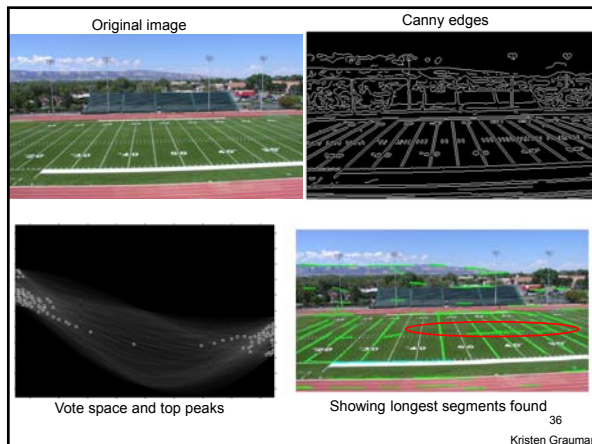 Original image
Canny edges
Vote space and top peaks
Showing longest segments found
36
Kristen Grauman